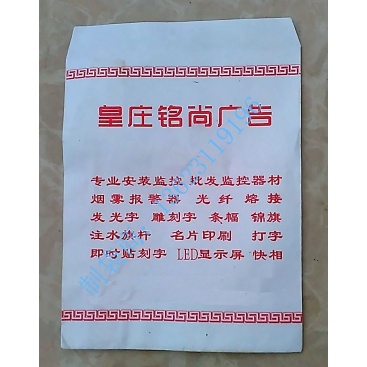 皇庄铭尚广告
专业安装监控 批发监控器材
烟雾报警器 光纤 熔接
发光字 雕刻字 条幅 锦旗
注水旗杆 名片印刷 打字
即时贴刻字 LED显示屏 快相